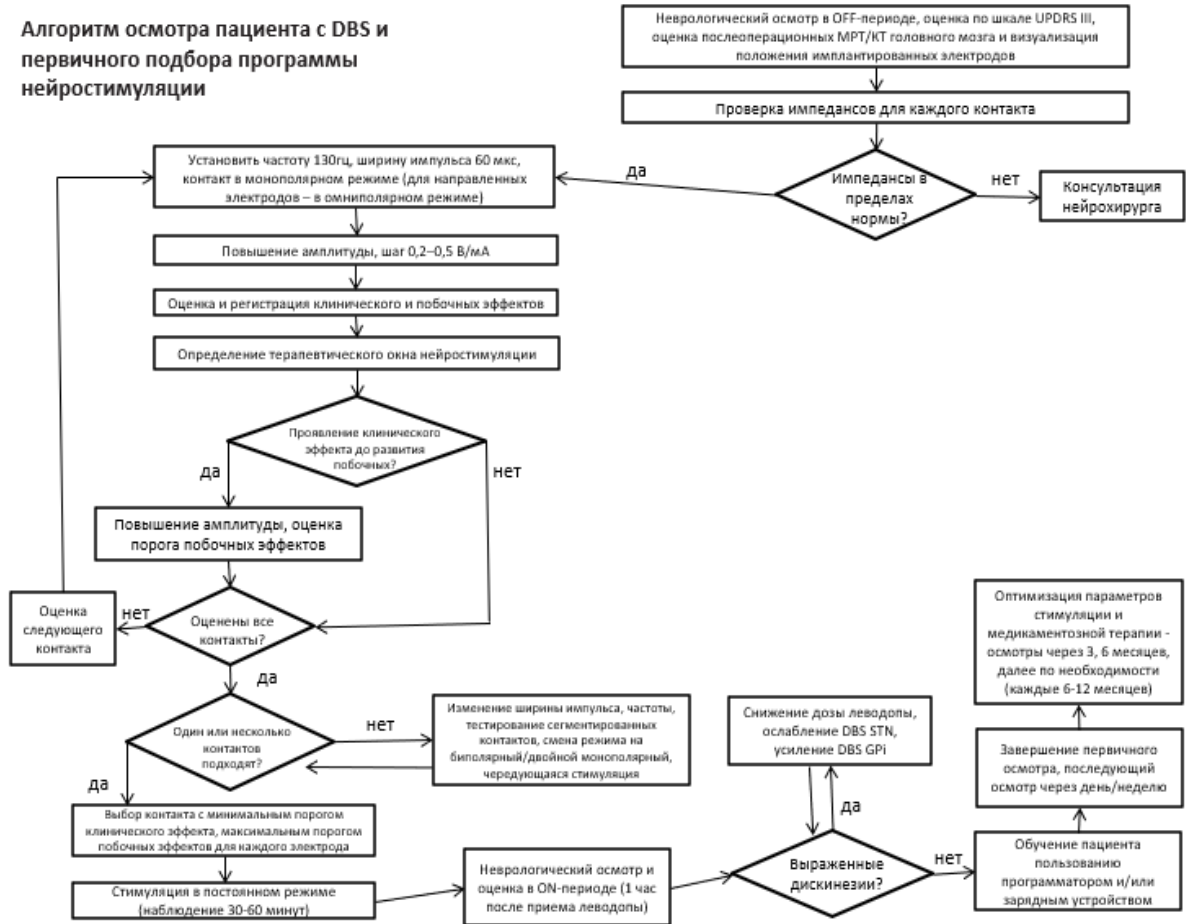 Алгоритм осмотра пациента с DBS и
первичного подбора программы
нейростимуляции
Неврологический осмотр в OFF-периоде, оценка по шкале UPDRS III,
оценка послеоперационных МРТ/КТ головного мозга и визуализация
положения имплантированных электродов
Проверка импедансов для каждого контакта
Импедансы в
пределах
нормы?
да
нет
Консультация
нейрохирурга
Установить частоту 130гц, ширину импульса 60 мкс,
контакт в монополярном режиме (для направленных
электродов – в омниполярном режиме)
Повышение амплитуды, шаг 0,2–0,5 В/мА
Оценка и регистрация клинического и побочных эффектов
Определение терапевтического окна нейростимуляции
Проявление клинического
эффекта до развития
побочных?
да
нет
Повышение амплитуды, оценка
порога побочных эффектов
Оценены все
контакты?
нет
Оценка
следующего
контакта
да
Один или несколько
контактов
подходят?
нет
Изменение ширины импульса, частоты,
тестирование сегментированных
контактов, смена режима на
биполярный/двойной монополярный,
чередующаяся стимуляция
да
Выбор контакта с минимальным порогом
клинического эффекта, максимальным порогом
побочных эффектов для каждого электрода
Стимуляция в постоянном режиме
(наблюдение 30-60 минут)
Неврологический осмотр и
оценка в ON-периоде (1 час
после приема леводопы)
Выраженные
дискинезии?
да
Снижение дозы леводопы,
ослабление DBS STN,
усиление DBS GPi
нет
Обучение пациента
пользованию
программатором и/или
зарядным устройством
Завершение первичного
осмотра, последующий
осмотр через день/неделю
Оптимизация параметров
стимуляции и
медикаментозной терапии -
осмотры через 3, 6 месяцев,
далее по необходимости
(каждые 6-12 месяцев)